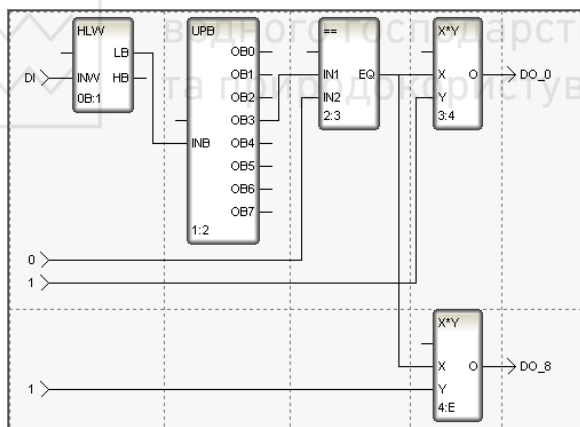 HLW
LB
INW
HB
0B:1
DI
UPB
OB0
OB1
OB2
OB3
INB
OB4
OB5
OB6
OB7
1:2
==
IN1
EQ
IN2
2:3
X*Y
X
O
Y
3:4
DO_0
0
1
X*Y
X
O
Y
4:E
DO_8
1
водного господарст
та природокористув